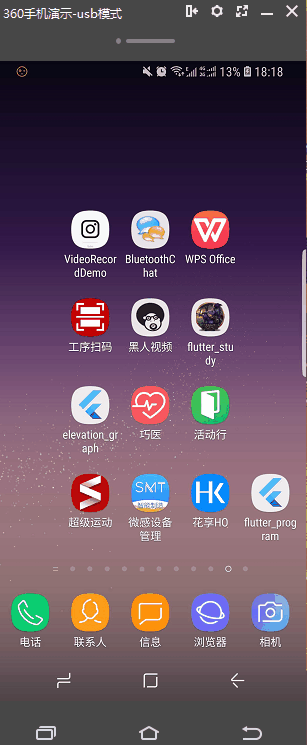 360手机演示-usb模式
13% 18:18
VideoRecordDemo
BluetoothChat
WPS Office
工序扫码
黑人视频
flutter_study
elevation_graph
巧医
活动行
SMT
HK
超级运动
微感设备管理
花享HO
flutter_program
电话
联系人
信息
浏览器
相机